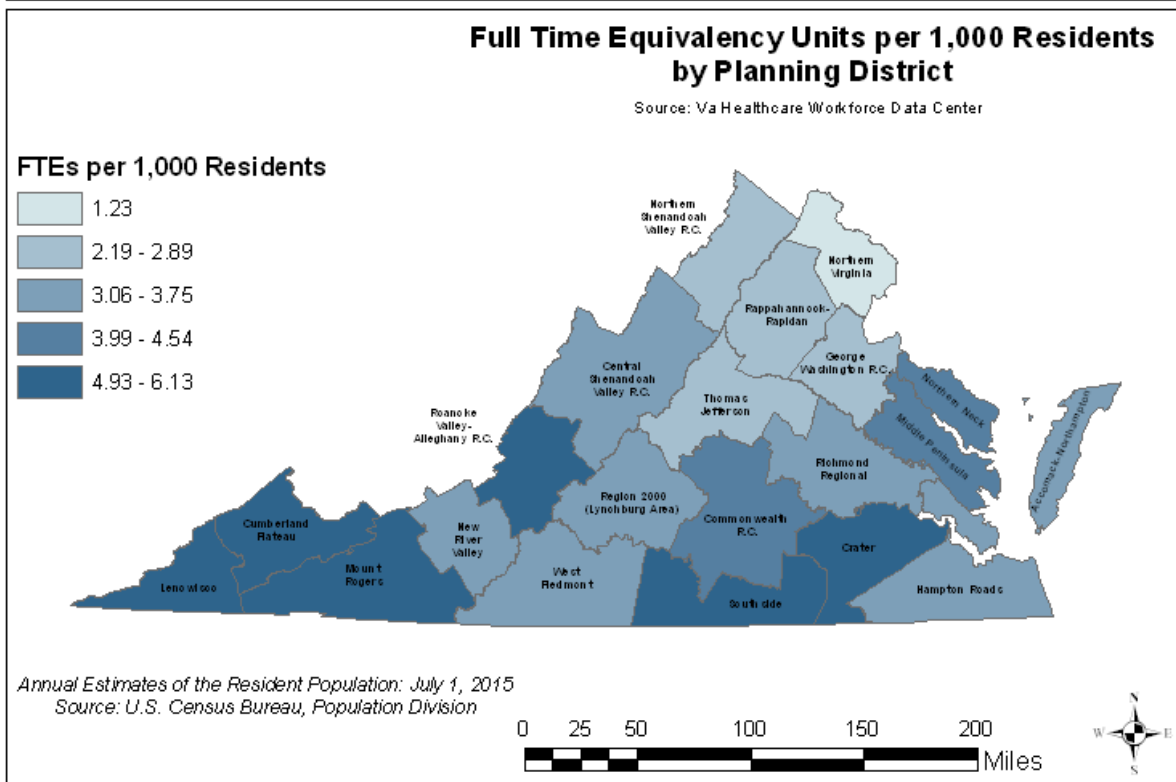 Full Time Equivalency Units per 1,000 Residents
by Planning District
Source: Va Healthcare Workforce Data Center
FTEs per 1,000 Residents
1.23
2.19 - 2.89
3.06 - 3.75
3.99 - 4.54
4.93 - 6.13
Northern
Shenandoah
Valley R.C.
Northern
Virginia
Rappahannock-
Rapidan
George
Washington R.C.
Central
Shenandoah
Valley R.C.
Thomas
Jefferson
Northern Neck
Middle Peninsula
Accomack-Northampton
Roanoke
Valley-
Alleghany R.C.
Richmond
Regional
Region 2000
(Lynchburg Area)
Commonwealth
R.C.
New
River
Valley
Cumberland
Plateau
Crater
Mount
Rogers
West
Piedmont
Lenowisco
Southside
Hampton Roads
Annual Estimates of the Resident Population: July 1, 2015
Source: U.S. Census Bureau, Population Division
0 25 50 100 150 200
Miles
N
W E
S